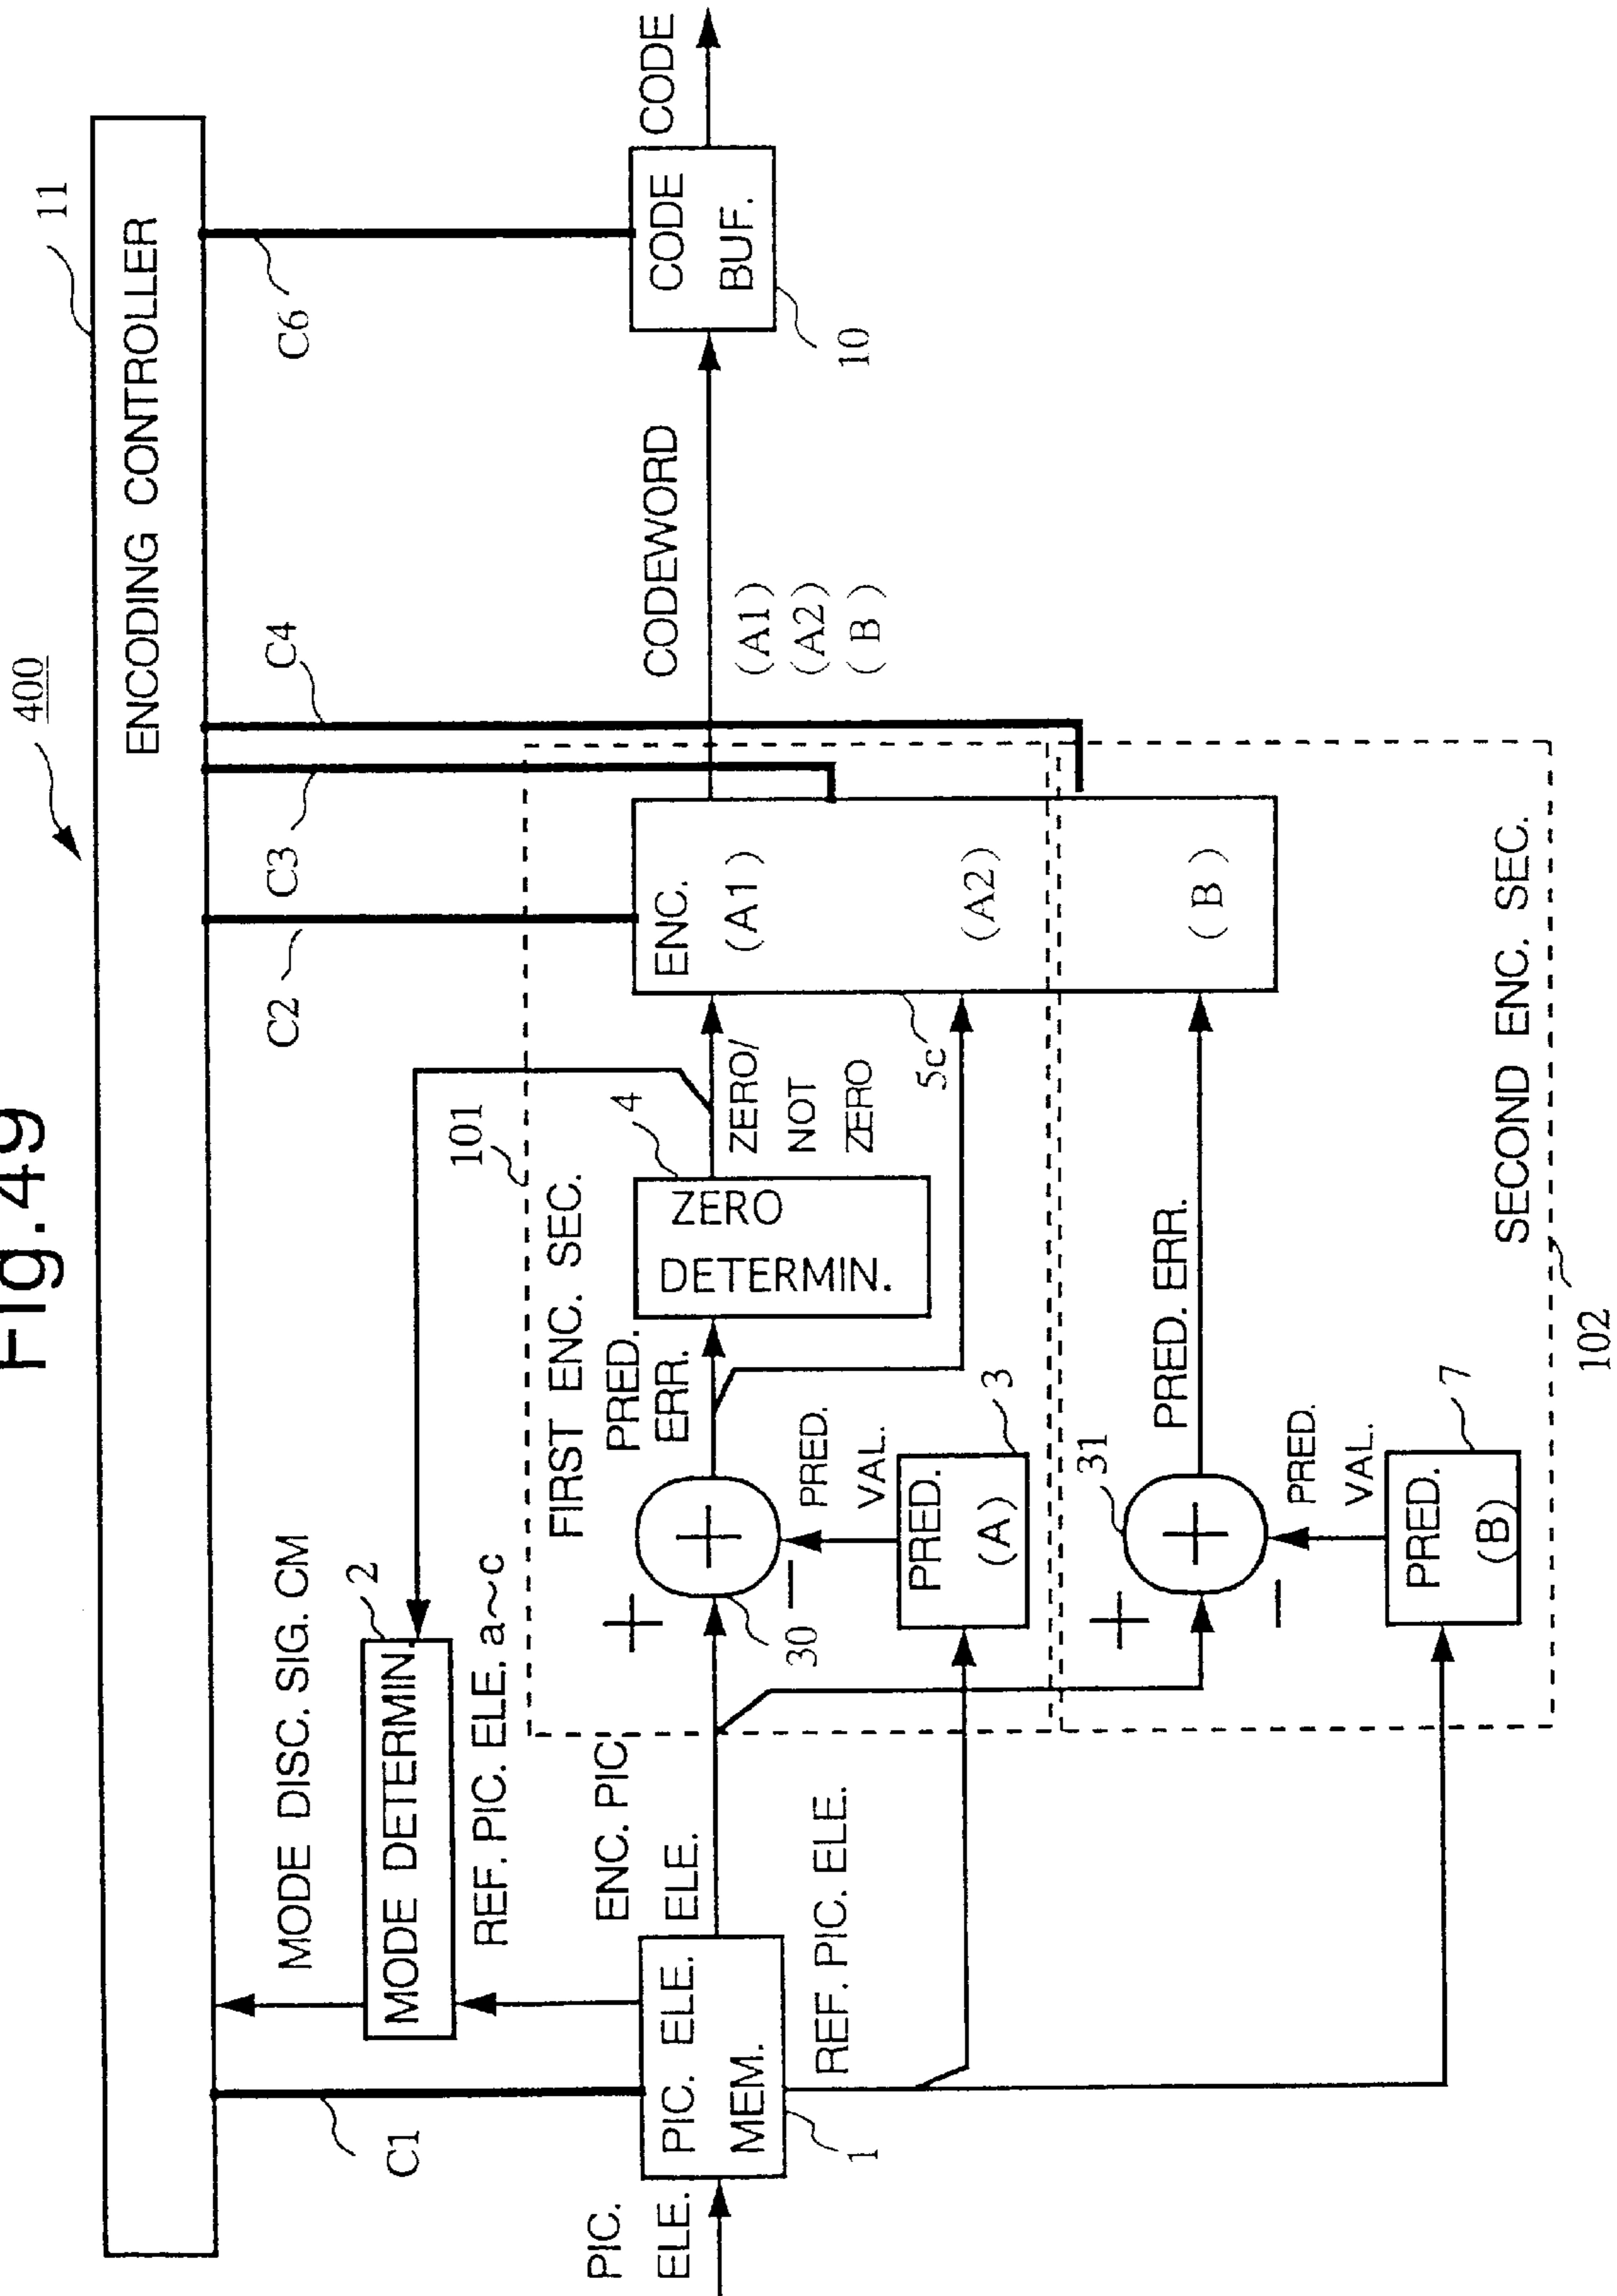 Fig.49
400
11
ENCODING CONTROLLER
C1
MODE DISC. SIG. CM
C2
C3
C4
C6
2
MODE DETERMIN.
REF. PIC. ELE. a~c
101
FIRST ENC. SEC.
PIC.
ELE.
PIC. ELE.
MEM.
1
ENC. PIC
ELE.
REF. PIC. ELE.
+
30
+
−
PRED.
ERR.
4
ZERO
DETERMIN.
ZERO/
NOT
ZERO
ENC.
(A1)
(A2)
(B)
5c
CODEWORD
(A1)
(A2)
(B)
CODE
BUF.
10
CODE
PRED.
VAL.
3
PRED.
(A)
31
+
+
−
PRED. ERR.
PRED.
VAL.
7
PRED.
(B)
SECOND ENC. SEC.
102